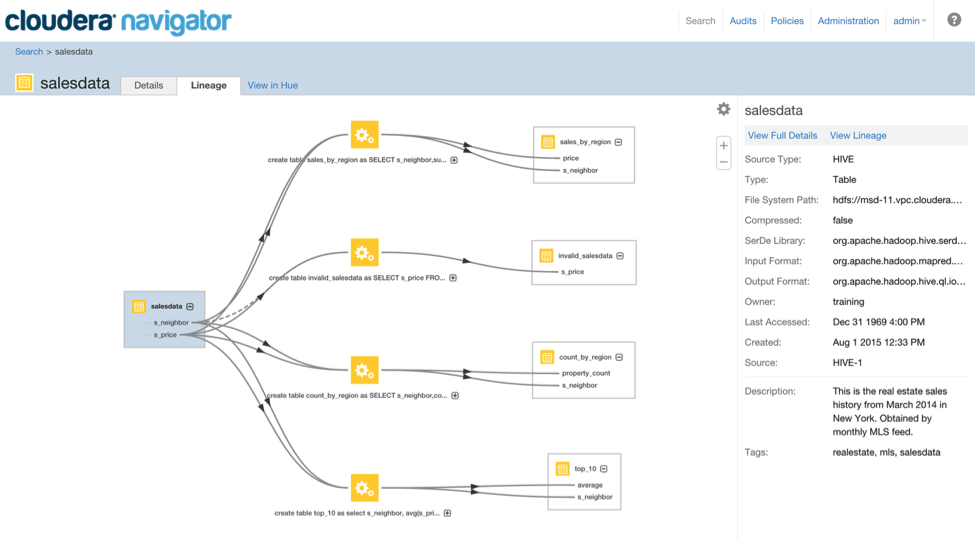 cloudera navigator
Search Audits Policies Administration admin ?
Search > salesdata
salesdata Details Lineage View in Hue
create table sales_by_region as SELECT s_neighbor,su...
sales_by_region
price
s_neighbor
create table invalid_salesdata as SELECT s_price FRO...
invalid_salesdata
s_price
salesdata
s_neighbor
s_price
create table count_by_region as SELECT s_neighbor,co...
count_by_region
property_count
s_neighbor
create table top_10 as select s_neighbor, avg(s_pri...
top_10
average
s_neighbor
salesdata
View Full Details View Lineage
Source Type: HIVE
Type: Table
File System Path: hdfs://msd-11.vpc.cloudera....
Compressed: false
SerDe Library: org.apache.hadoop.hive.serd...
Input Format: org.apache.hadoop.mapred....
Output Format: org.apache.hadoop.hive.ql.io...
Owner: training
Last Accessed: Dec 31 1969 4:00 PM
Created: Aug 1 2015 12:33 PM
Source: HIVE-1
Description: This is the real estate sales
history from March 2014 in
New York. Obtained by
monthly MLS feed.
Tags: realestate, mls, salesdata